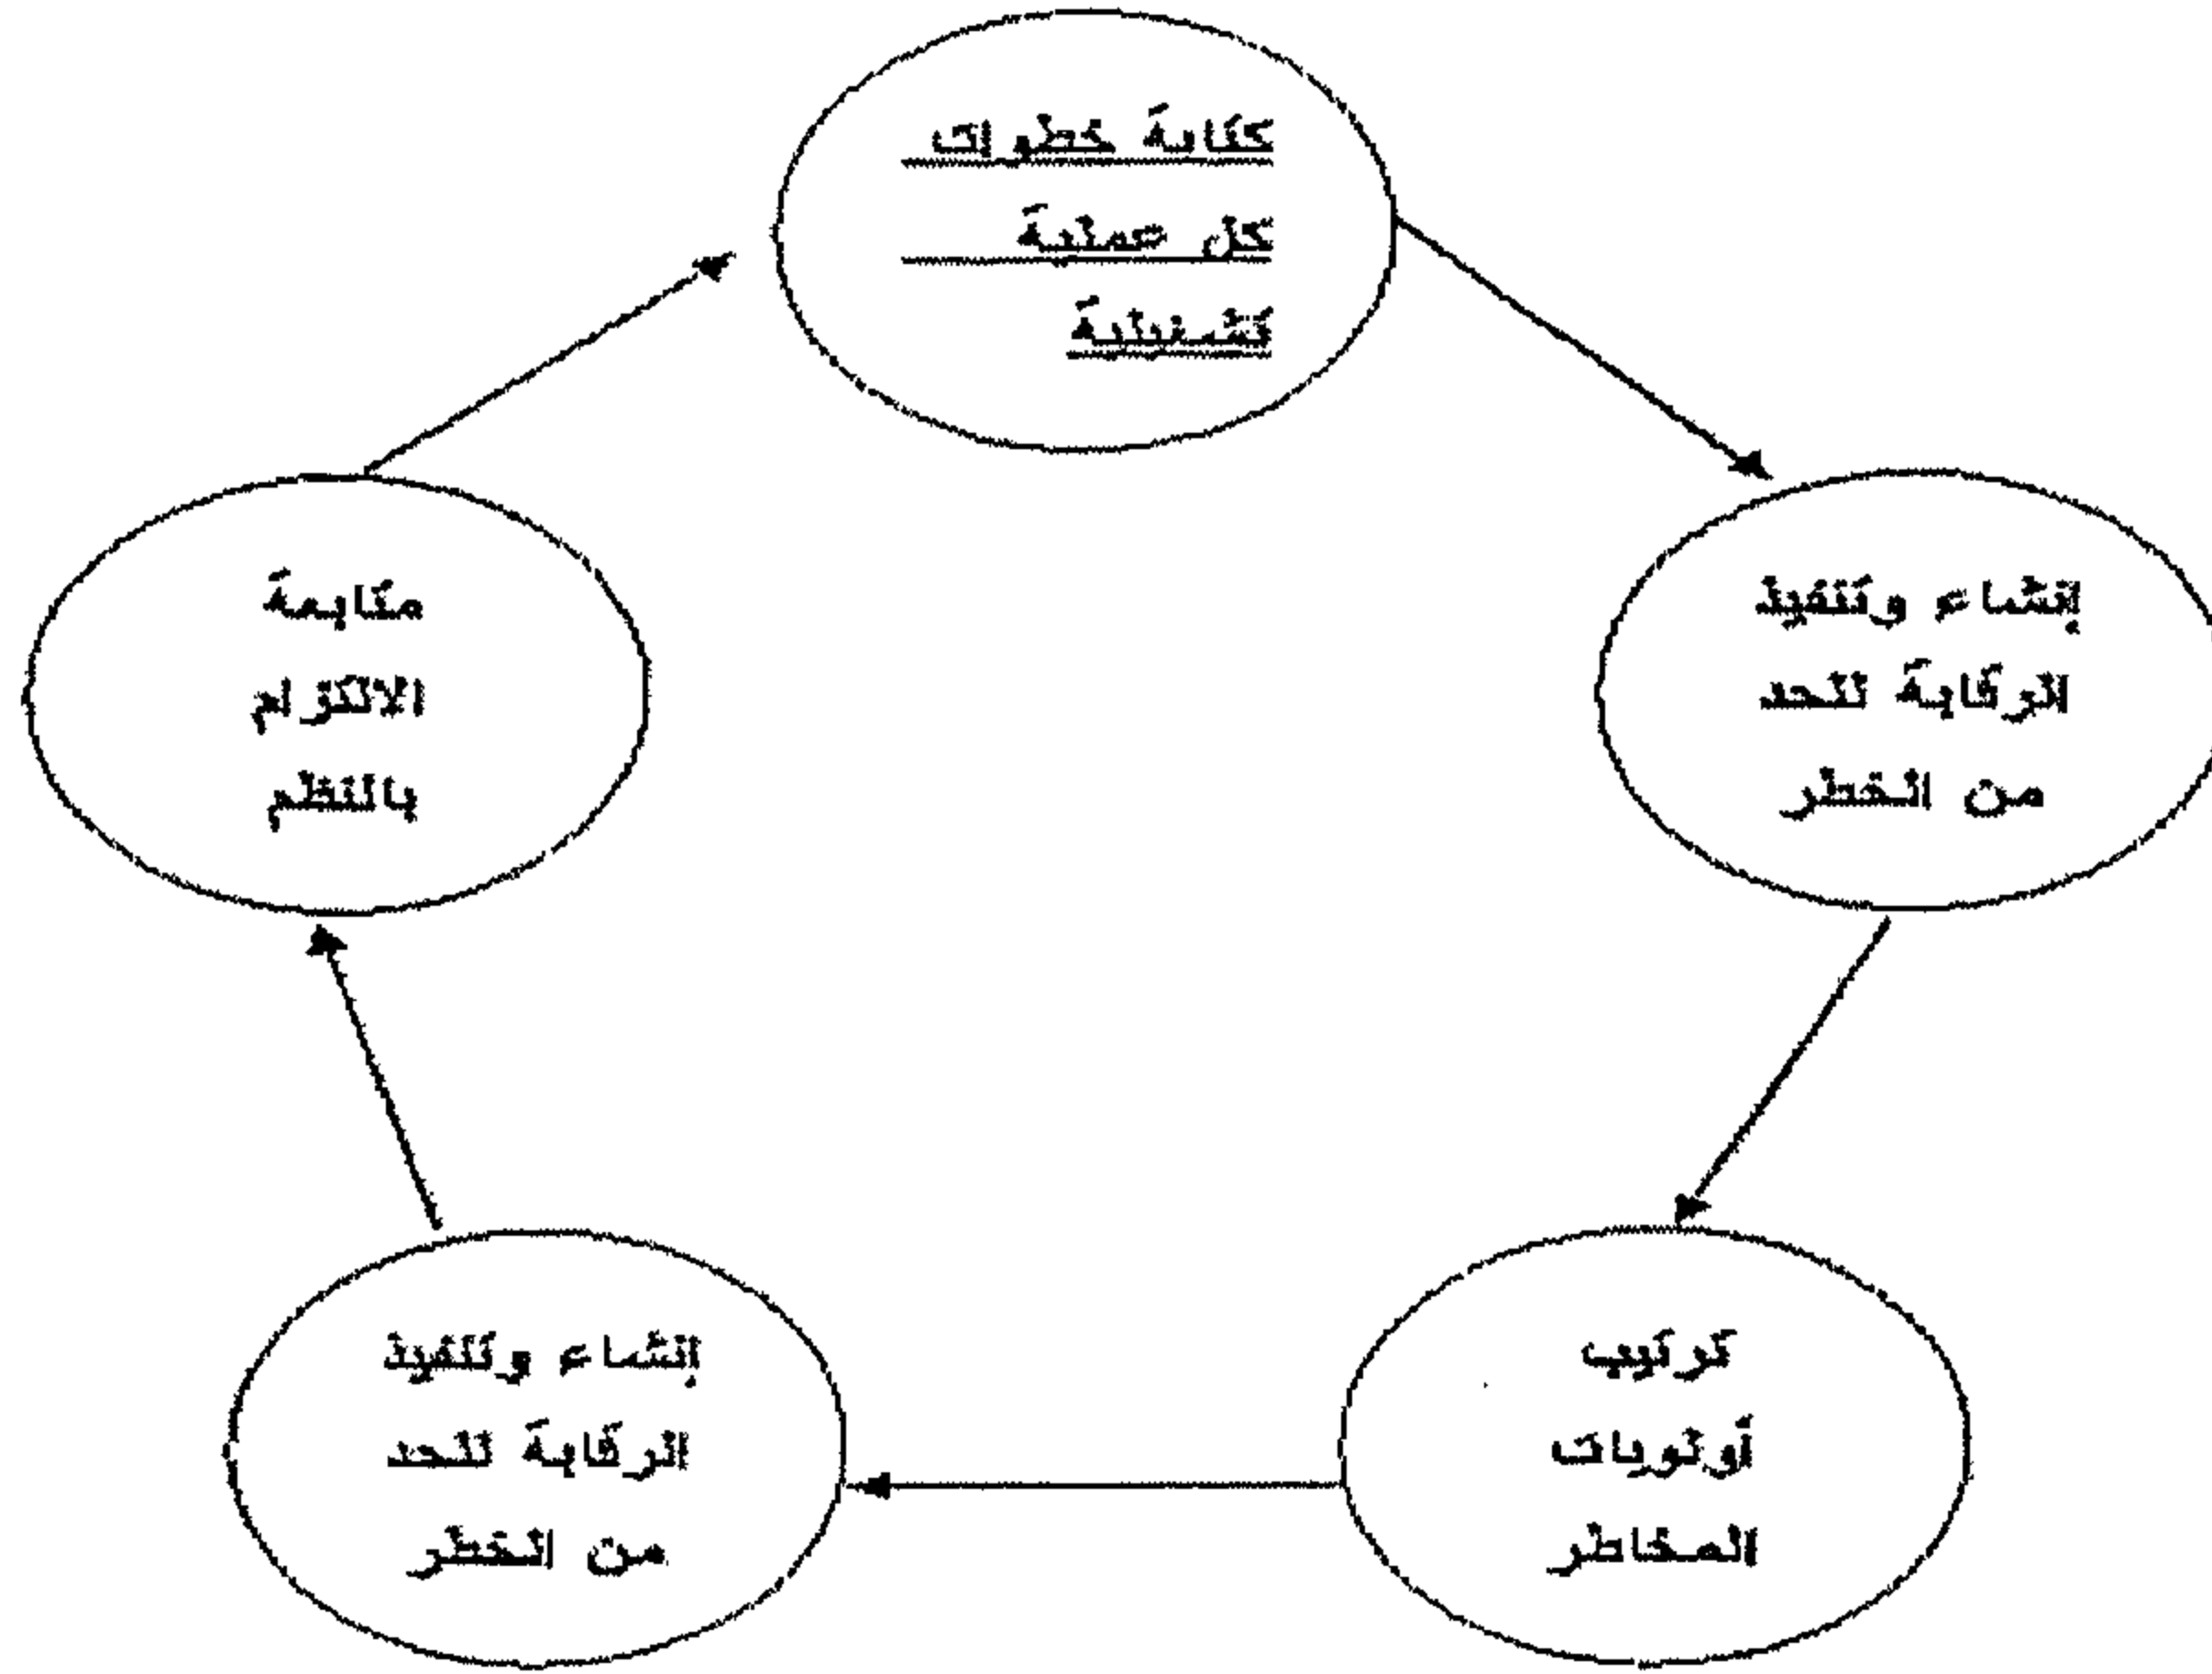 كتابة خطوات
كل عملية
تشغيلية
إنشاء وتنفيذ
الرقابة للحد
من الخطر
تركيب
أولويات
المخاطر
إنشاء وتنفيذ
الرقابة للحد
من الخطر
متابعة
الالتزام
بالنظم